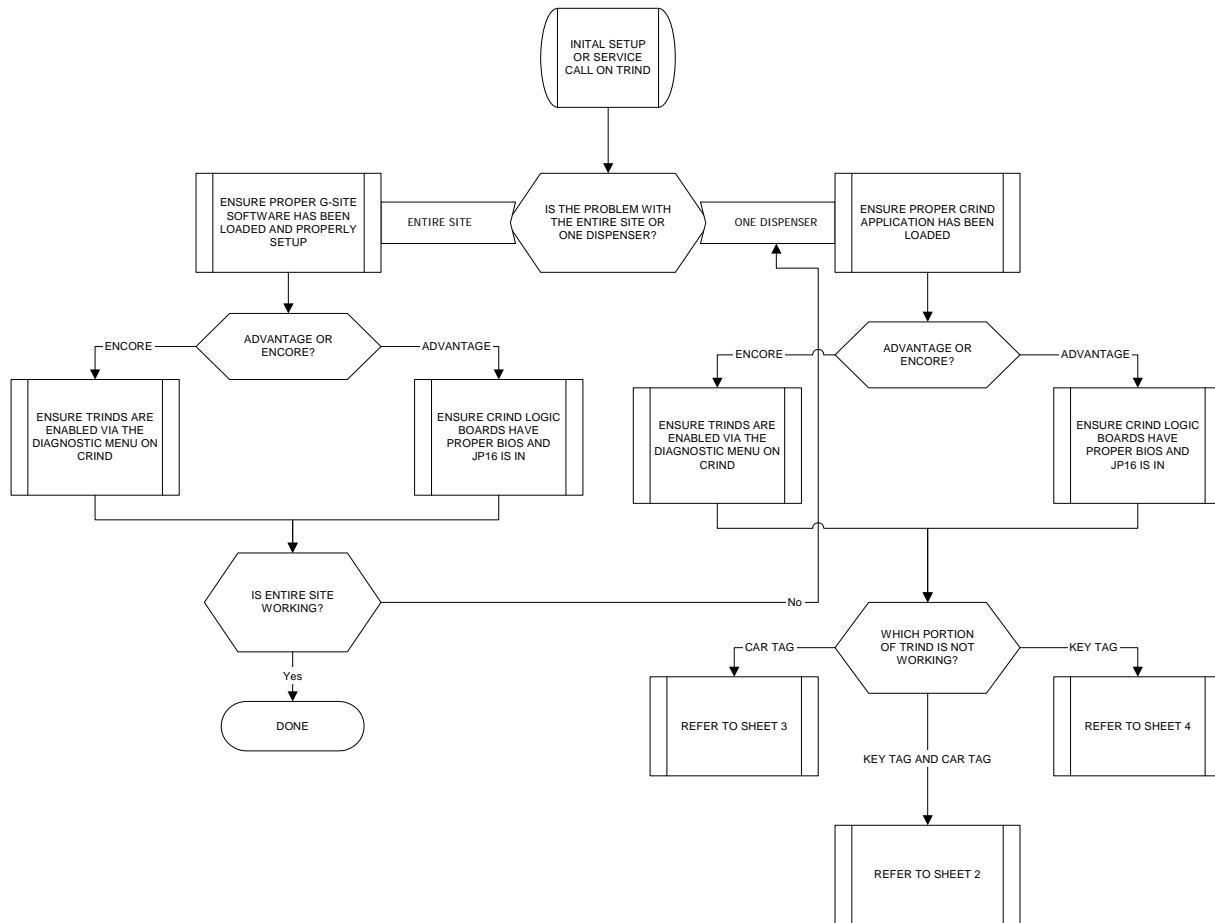 INITAL SETUP
OR SERVICE
CALL ON TRIND
ENSURE PROPER G-SITE
SOFTWARE HAS BEEN
LOADED AND PROPERLY
SETUP
ENTIRE SITE
IS THE PROBLEM WITH
THE ENTIRE SITE OR
ONE DISPENSER?
ONE DISPENSER
ENSURE PROPER CRIND
APPLICATION HAS BEEN
LOADED
ADVANTAGE OR
ENCORE?
ENCORE
ADVANTAGE
ENSURE TRINDS ARE
ENABLED VIA THE
DIAGNOSTIC MENU ON
CRIND
ENSURE CRIND LOGIC
BOARDS HAVE
PROPER BIOS AND
JP16 IS IN
ADVANTAGE OR
ENCORE?
ENCORE
ADVANTAGE
ENSURE TRINDS ARE
ENABLED VIA THE
DIAGNOSTIC MENU ON
CRIND
ENSURE CRIND LOGIC
BOARDS HAVE
PROPER BIOS AND
JP16 IS IN
IS ENTIRE SITE
WORKING?
No
Yes
DONE
WHICH PORTION
OF TRIND IS NOT
WORKING?
CAR TAG
KEY TAG
REFER TO SHEET 3
REFER TO SHEET 4
KEY TAG AND CAR TAG
REFER TO SHEET 2